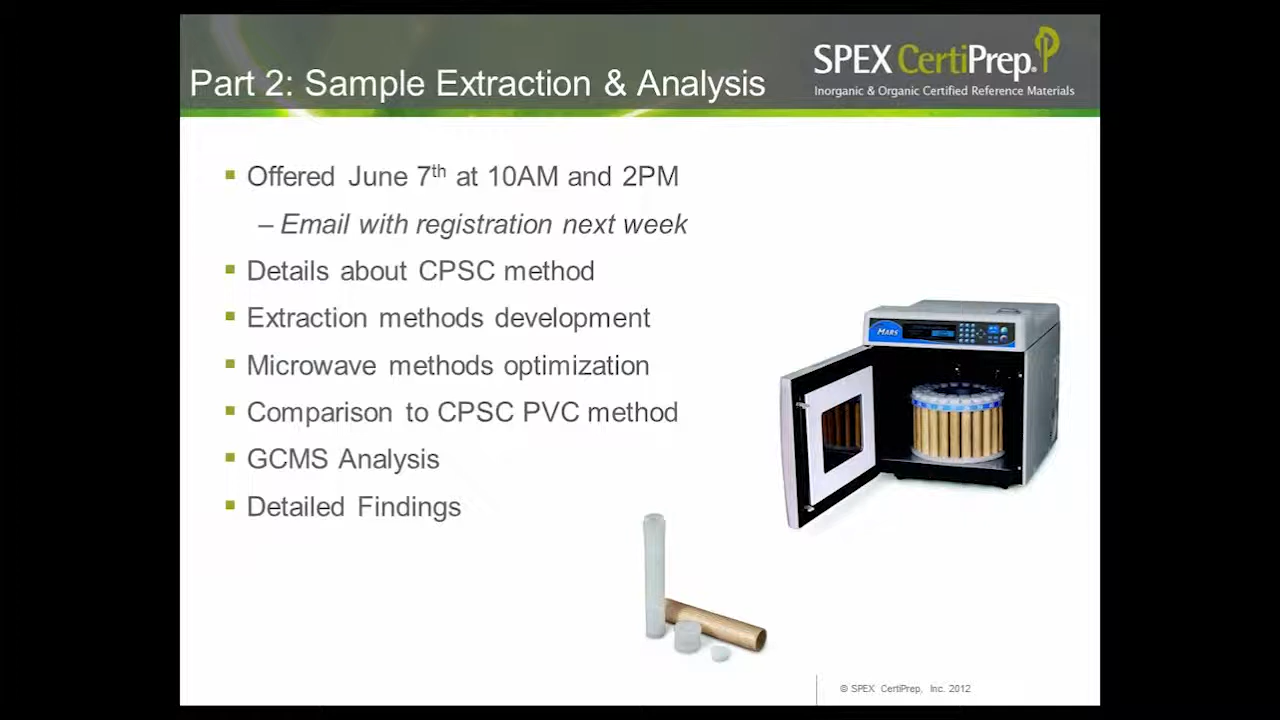 Part 2: Sample Extraction & Analysis
SPEX CertiPrep.
Inorganic & Organic Certified Reference Materials
▪ Offered June 7th at 10AM and 2PM
– Email with registration next week
▪ Details about CPSC method
▪ Extraction methods development
▪ Microwave methods optimization
▪ Comparison to CPSC PVC method
▪ GCMS Analysis
▪ Detailed Findings
MARS
© SPEX CertiPrep, Inc. 2012